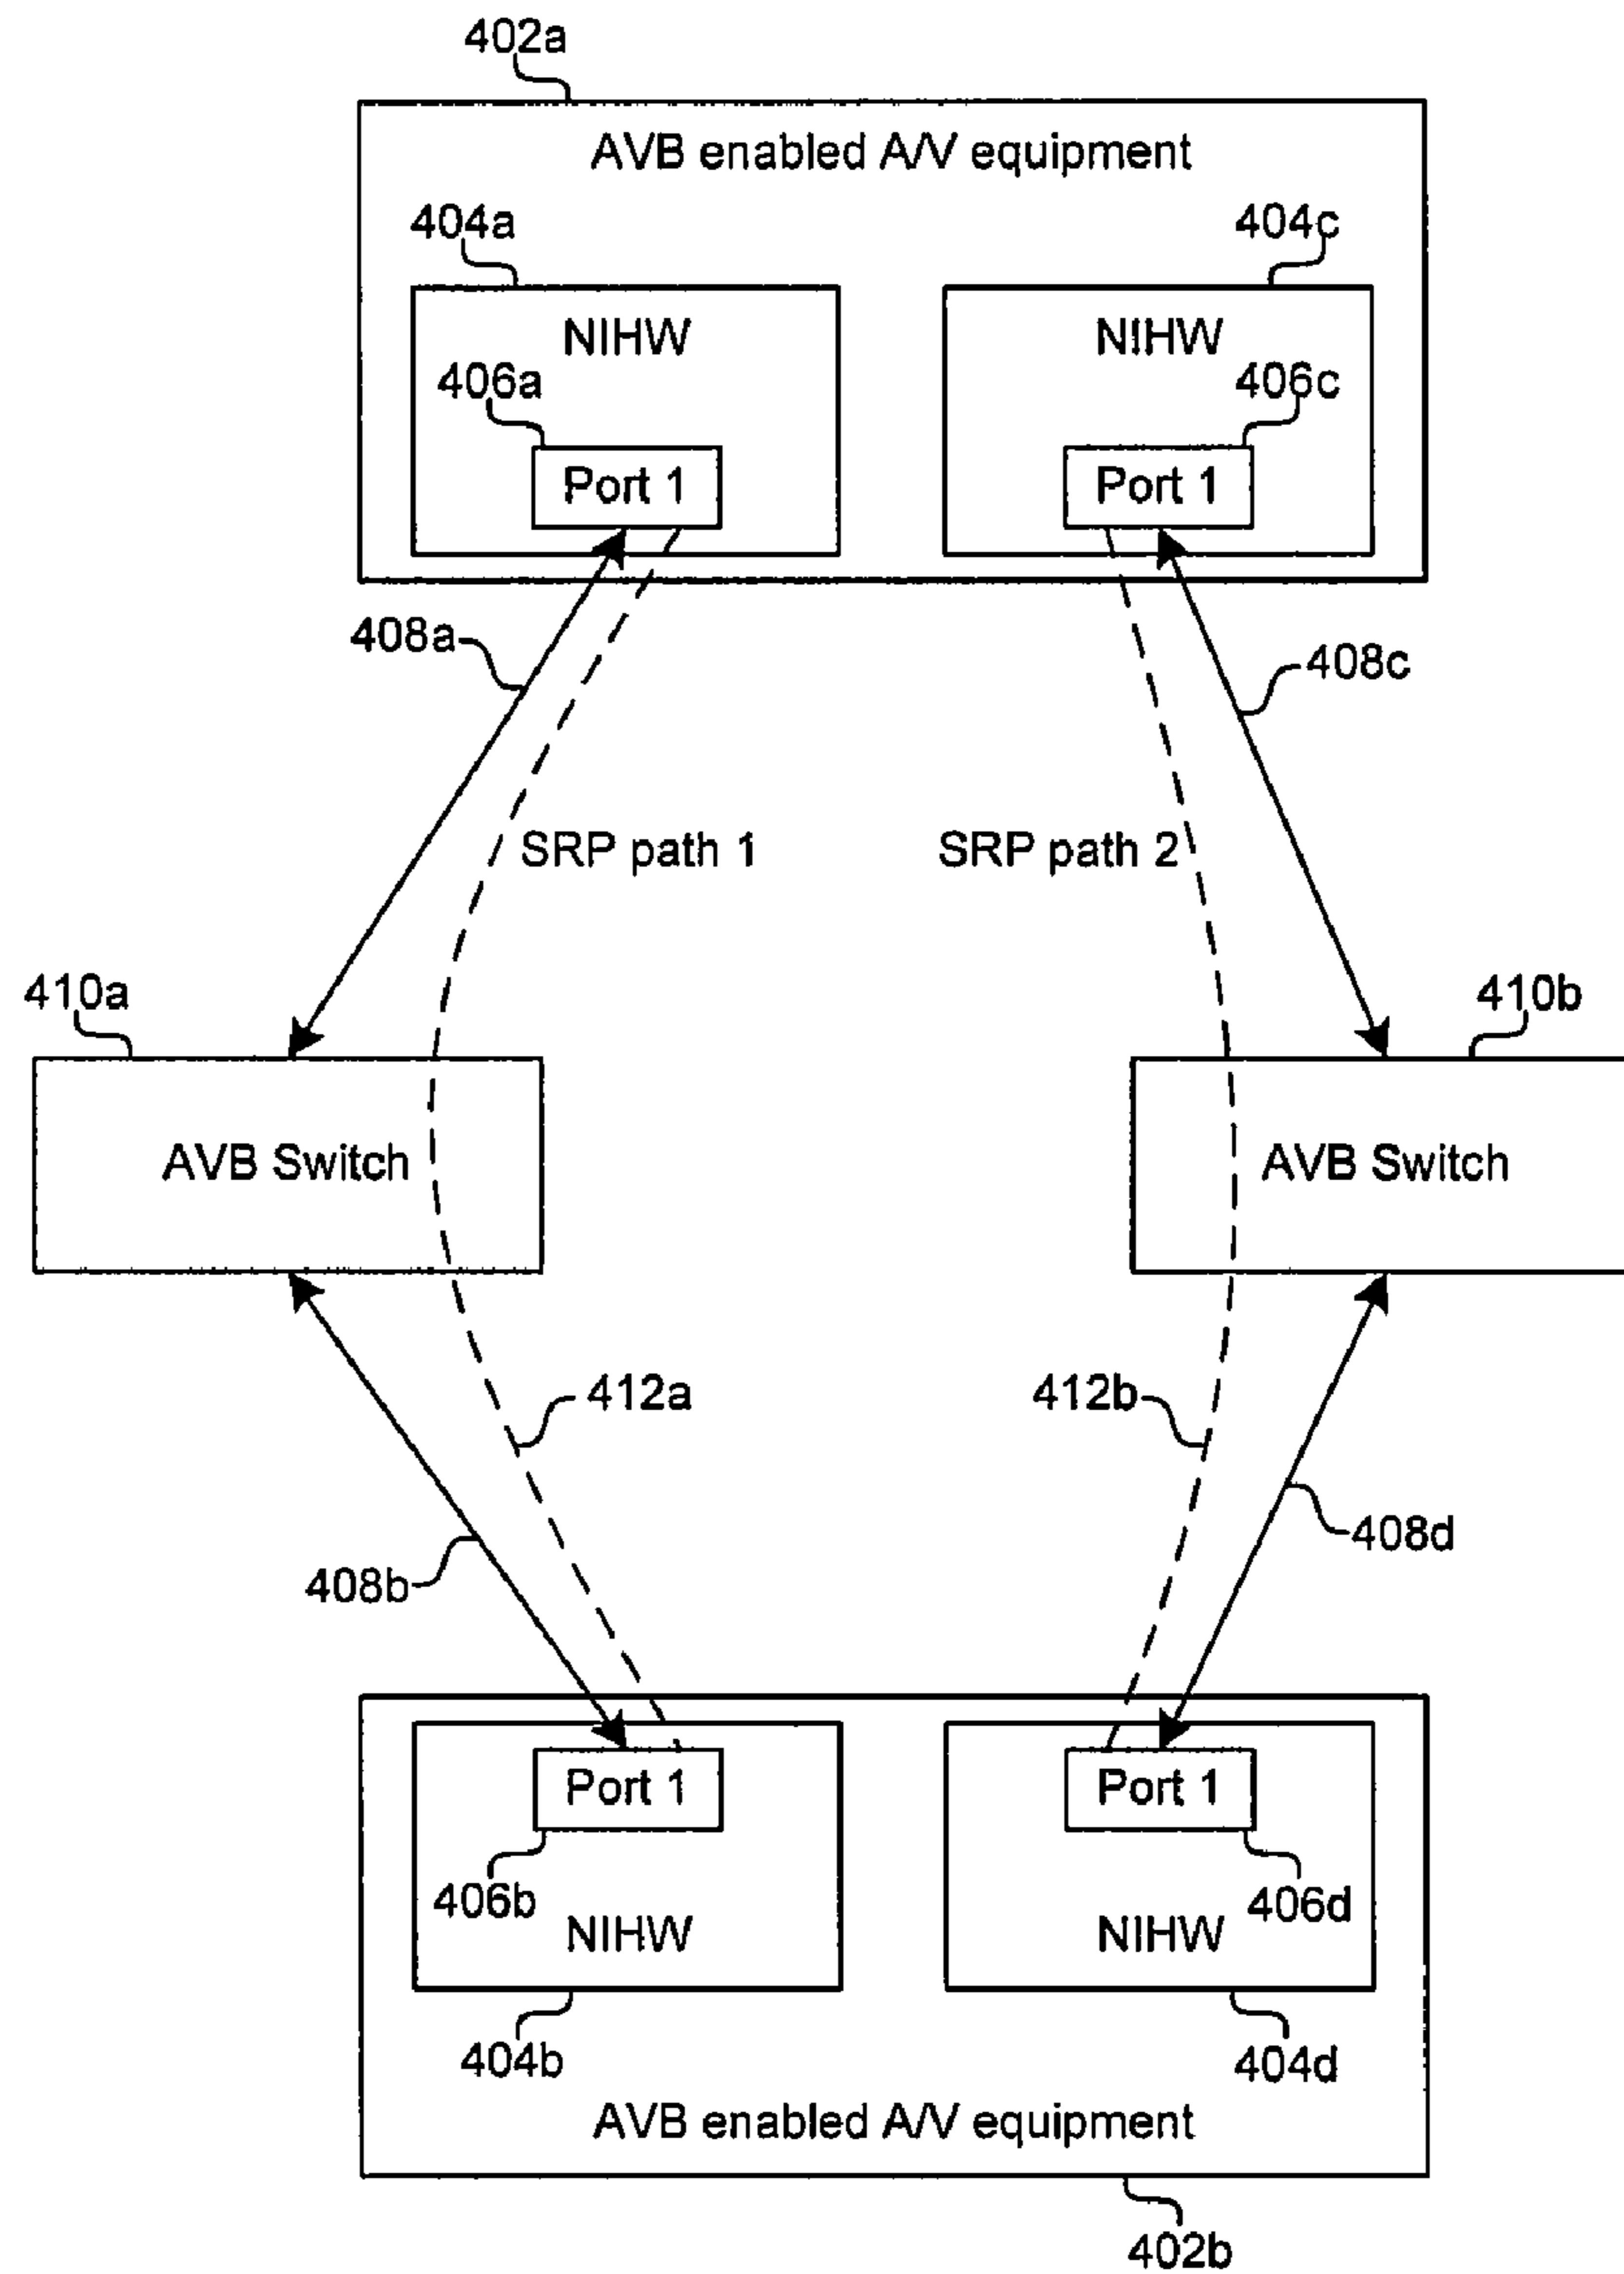 402a
AVB enabled A/V equipment
404a
404c
NIHW
NIHW
406a
406c
Port 1
Port 1
408a
408c
SRP path 1
SRP path 2
410a
410b
AVB Switch
AVB Switch
412a
412b
408d
408b
Port 1
Port 1
406b
406d
NIHW
NIHW
404b
404d
AVB enabled A/V equipment
402b